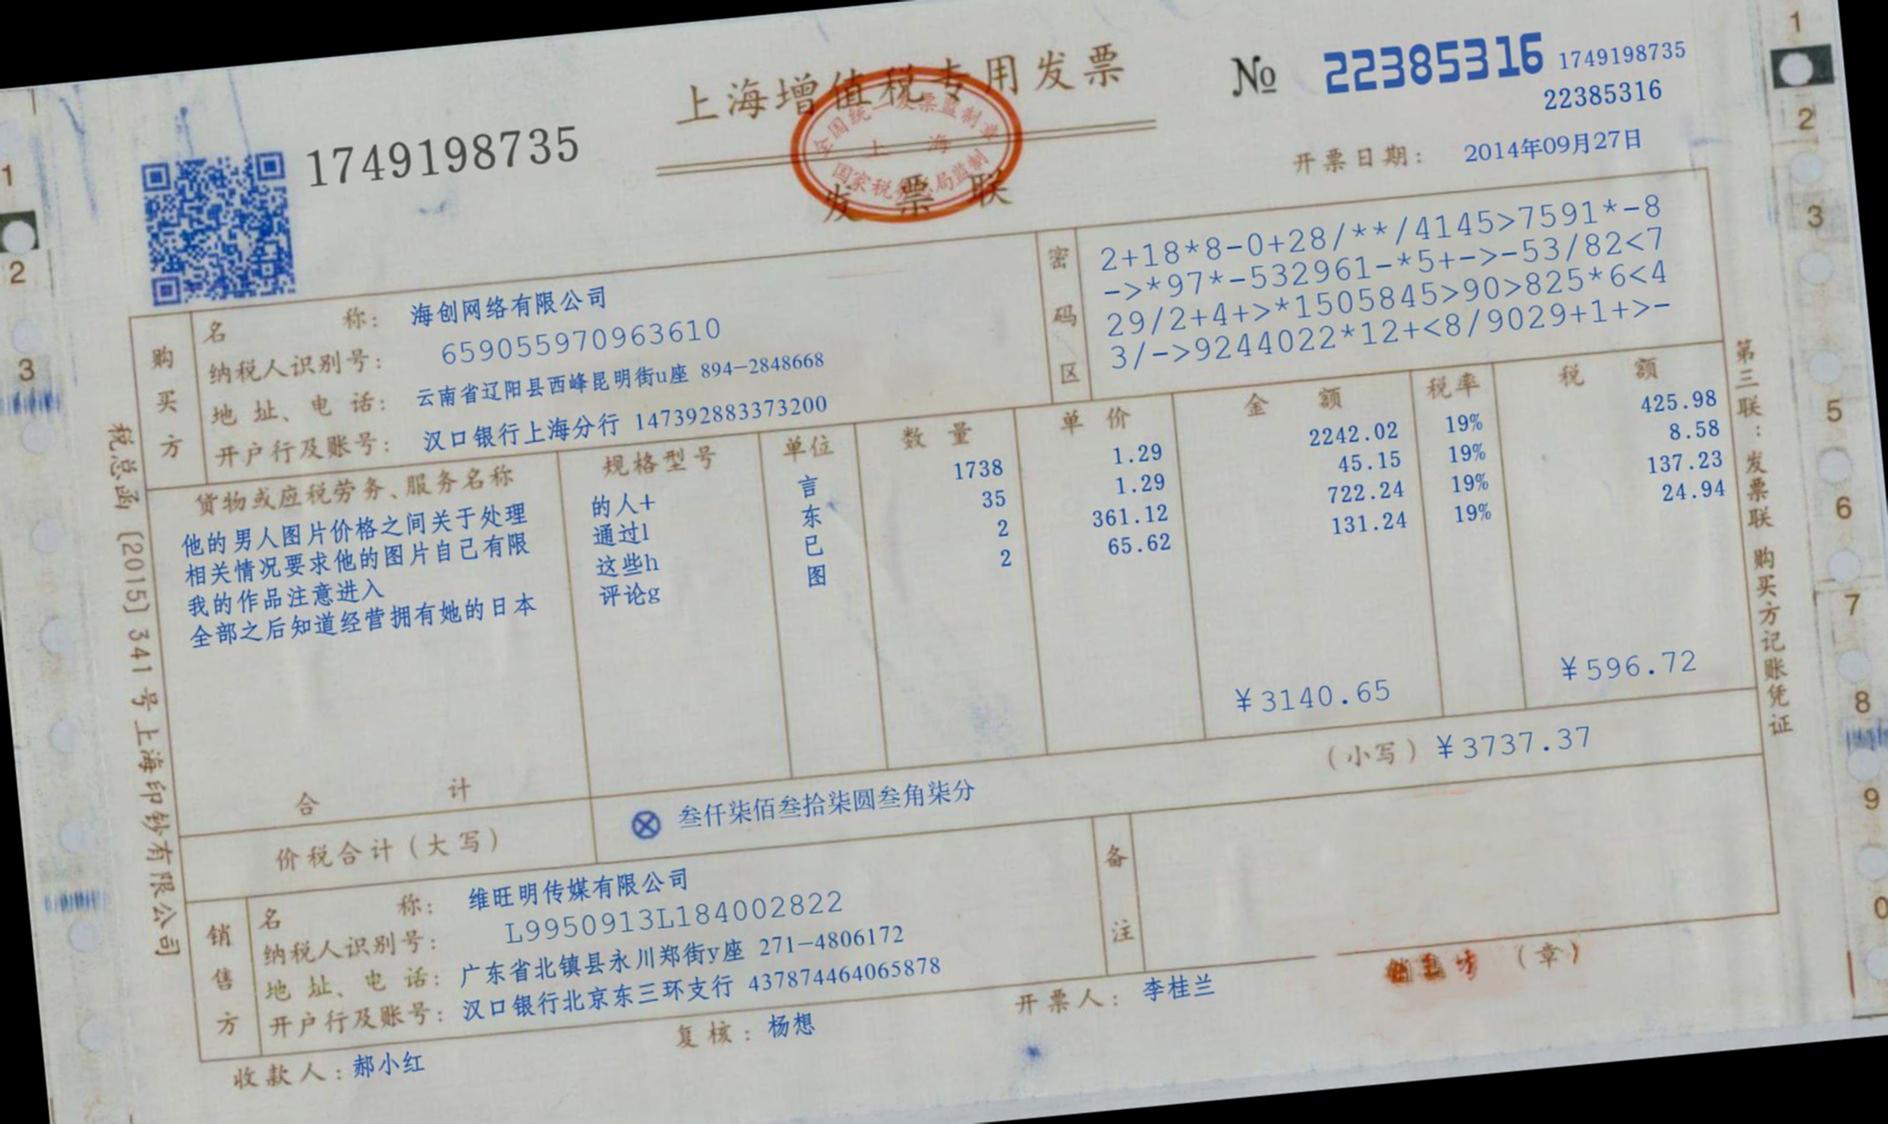 上海增值税专用发票
发票联
全国统一发票监制章
上海
国家税务总局监制
1749198735
№ 22385316 1749198735
22385316
开票日期: 2014年09月27日
购买方
名称: 海创网络有限公司
纳税人识别号: 659055970963610
地址、电话: 云南省辽阳县西峰昆明街u座 894-2848668
开户行及账号: 汉口银行上海分行 147392883373200
密码区
2+18*8-0+28/**/4145>7591*-8
->*97*-532961-*5+->-53/82<7
29/2+4+>*1505845>90>825*6<4
3/->9244022*12+<8/9029+1+>-
货物或应税劳务、服务名称 规格型号 单位 数量 单价 金额 税率 税额
他的男人图片价格之间关于处理 的人+ 言 1738 1.29 2242.02 19% 425.98
相关情况要求他的图片自己有限 通过l 东 35 1.29 45.15 19% 8.58
我的作品注意进入 这些h 已 2 361.12 722.24 19% 137.23
全部之后知道经营拥有她的日本 评论g 图 2 65.62 131.24 19% 24.94
合计 ¥3140.65 ¥596.72
价税合计(大写) ⊗ 叁仟柒佰叁拾柒圆叁角柒分 (小写) ¥3737.37
销售方
名称: 维旺明传媒有限公司
纳税人识别号: L9950913L184002822
地址、电话: 广东省北镇县永川郑街y座 271-4806172
开户行及账号: 汉口银行北京东三环支行 437874464065878
备注
收款人: 郝小红 复核: 杨想 开票人: 李桂兰 (章)
税总函[2015]341号上海印钞有限公司
第三联:发票联 购买方记账凭证
1
2
3
1
2
3
5
6
7
8
9
0